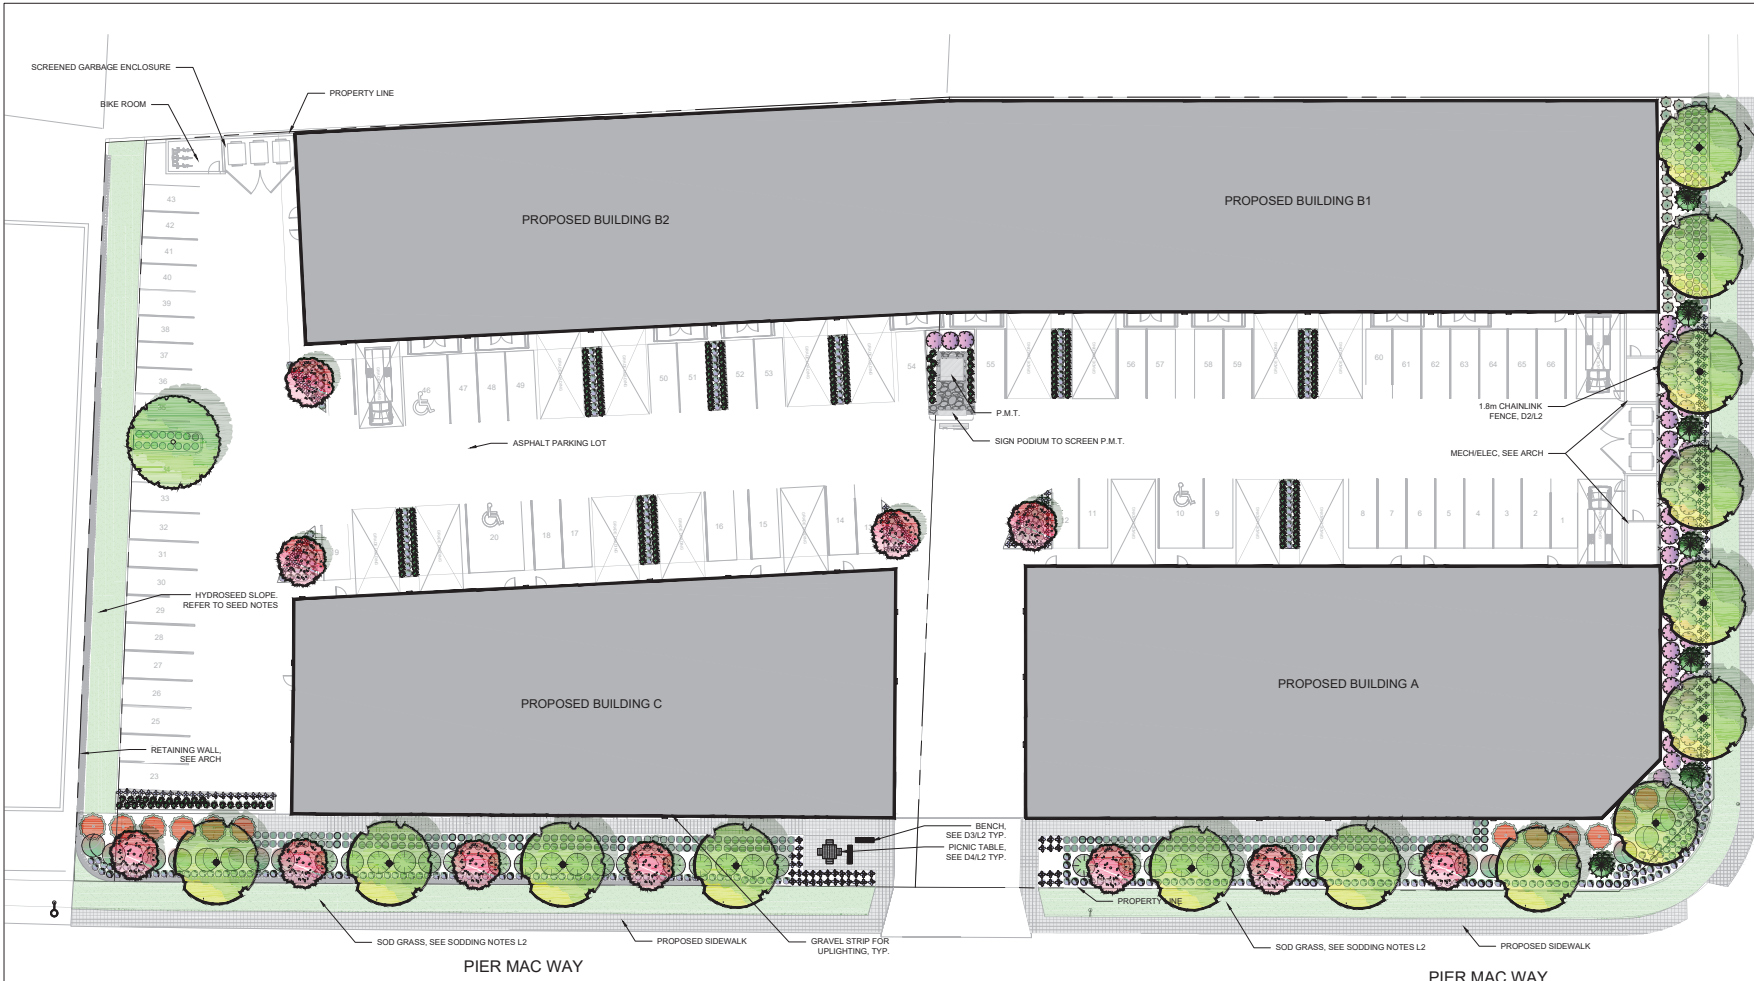 SCREENED GARBAGE ENCLOSURE
BIKE ROOM
PROPERTY LINE
PROPOSED BUILDING B2
PROPOSED BUILDING B1
43
42
41
40
39
38
37
36
33
32
31
30
29
28
27
26
25
23
46
47
48
49
50
51
52
53
54
55
56
57
58
59
60
61
62
63
64
65
66
P.M.T.
SIGN PODIUM TO SCREEN P.M.T.
ASPHALT PARKING LOT
1.8m CHAINLINK
FENCE, D2/L2
MECH/ELEC, SEE ARCH
20
18
17
16
15
14
12
11
10
9
8
7
6
5
4
3
2
1
HYDROSEED SLOPE.
REFER TO SEED NOTES
PROPOSED BUILDING C
PROPOSED BUILDING A
RETAINING WALL,
SEE ARCH
BENCH,
SEE D3/L2 TYP.
PICNIC TABLE,
SEE D4/L2 TYP.
PROPERTY LINE
SOD GRASS, SEE SODDING NOTES L2
PROPOSED SIDEWALK
GRAVEL STRIP FOR
UPLIGHTING, TYP.
SOD GRASS, SEE SODDING NOTES L2
PROPOSED SIDEWALK
PIER MAC WAY
PIER MAC WAY